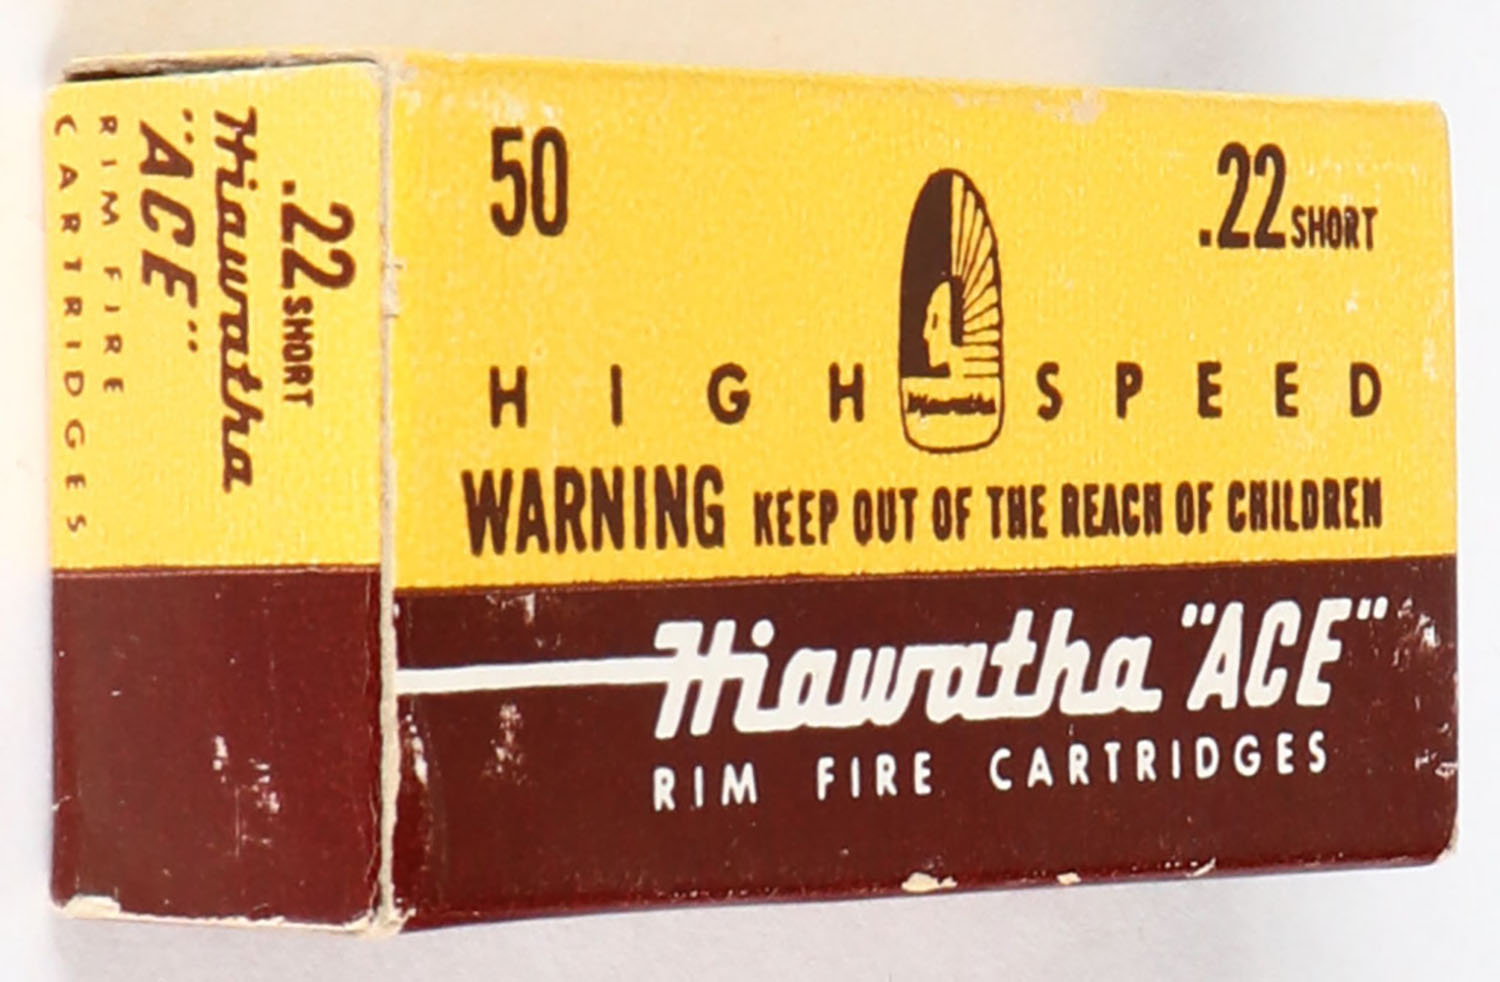 50
.22 SHORT
HIGH SPEED
Hiawatha
WARNING KEEP OUT OF THE REACH OF CHILDREN
Hiawatha "ACE"
RIM FIRE CARTRIDGES
.22 SHORT
Hiawatha
"ACE"
RIM FIRE
CARTRIDGES